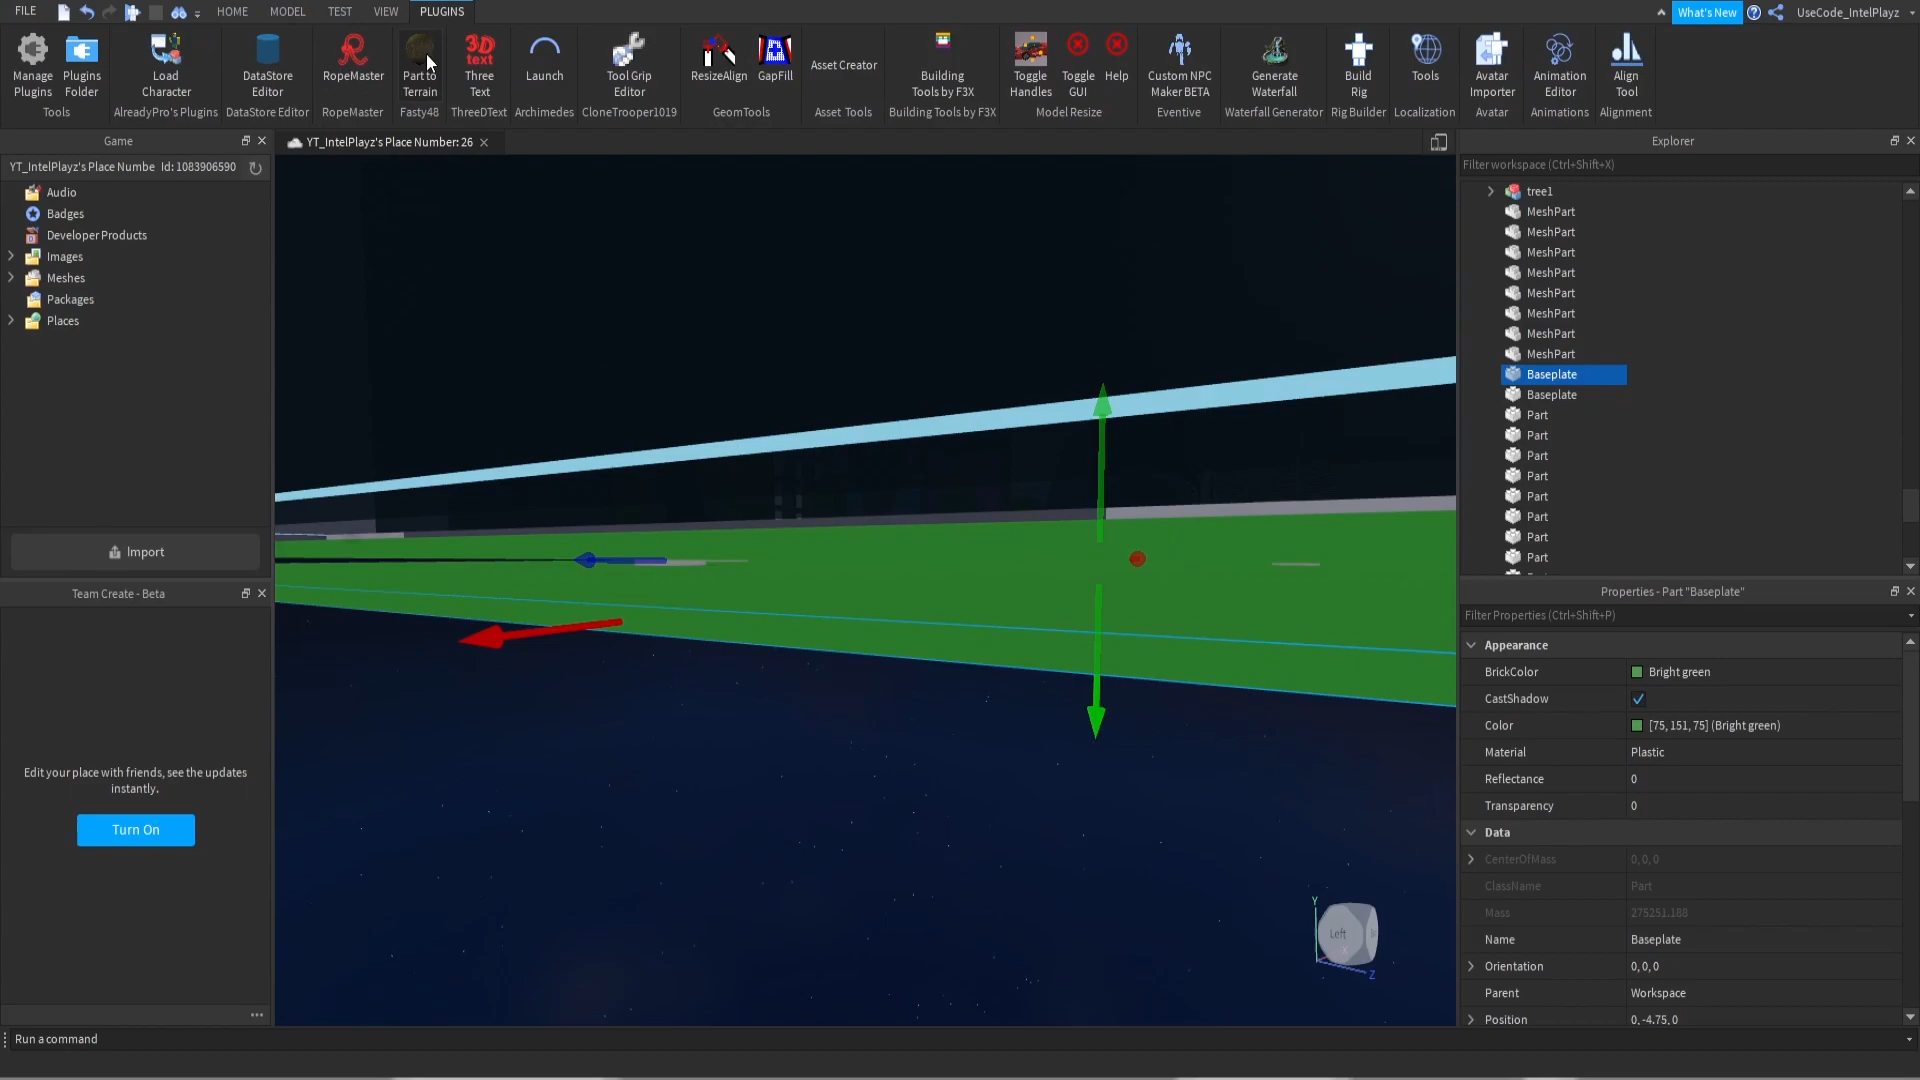 FILE HOME MODEL TEST VIEW PLUGINS What's New UseCode_IntelPlayz
Manage Plugins
Plugins Folder
Tools
Load Character
AlreadyPro's Plugins
DataStore Editor
DataStore Editor
RopeMaster
RopeMaster
Part to Terrain
Fasty48
3D text
Three Text
ThreeDText
Launch
Archimedes
Tool Grip Editor
CloneTrooper1019
ResizeAlign
GapFill
GeomTools
Asset Creator
Asset Tools
Building Tools by F3X
Building Tools by F3X
Toggle Handles
Toggle GUI
Help
Model Resize
Custom NPC Maker BETA
Eventive
Generate Waterfall
Waterfall Generator
Build Rig
Rig Builder
Tools
Localization
Avatar Importer
Avatar
Animation Editor
Animations
Align Tool
Alignment
Game
YT_IntelPlayz's Place Numbe Id: 1083906590
Audio
Badges
Developer Products
Images
Meshes
Packages
Places
Import
Team Create - Beta
Edit your place with friends, see the updates
instantly.
Turn On
YT_IntelPlayz's Place Number: 26
Y
Left
Z
Explorer
Filter workspace (Ctrl+Shift+X)
tree1
MeshPart
MeshPart
MeshPart
MeshPart
MeshPart
MeshPart
MeshPart
MeshPart
Baseplate
Baseplate
Part
Part
Part
Part
Part
Part
Part
Part
Properties - Part "Baseplate"
Filter Properties (Ctrl+Shift+P)
Appearance
BrickColor Bright green
CastShadow
Color [75, 151, 75] (Bright green)
Material Plastic
Reflectance 0
Transparency 0
Data
CenterOfMass 0, 0, 0
ClassName Part
Mass 275251.188
Name Baseplate
Orientation 0, 0, 0
Parent Workspace
Position 0, -4.75, 0
Run a command